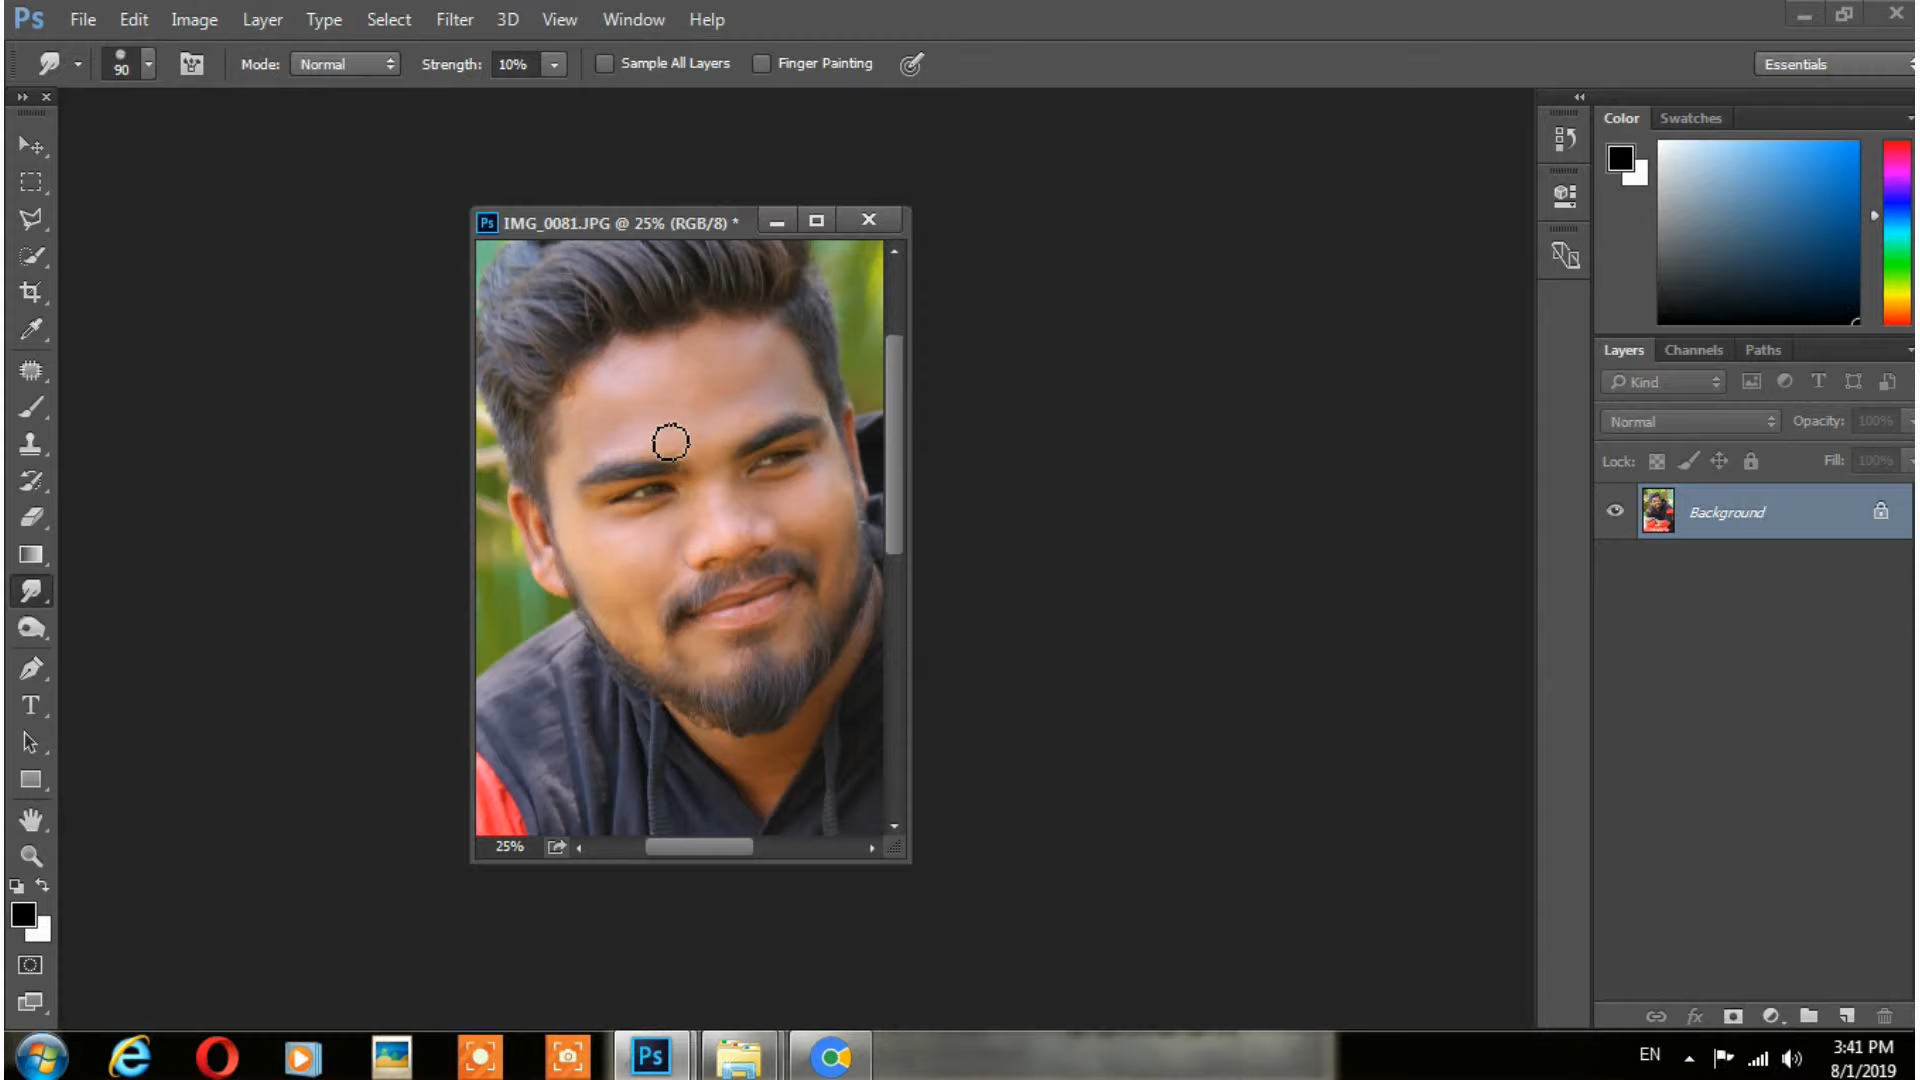 Ps File Edit Image Layer Type Select Filter 3D View Window Help
90 Mode: Normal Strength: 10% Sample All Layers Finger Painting Essentials
Color Swatches
Ps IMG_0081.JPG @ 25% (RGB/8) *
Layers Channels Paths
Kind
Normal Opacity: 100%
Lock: Fill: 100%
Background
25%
Ps EN 3:41 PM
8/1/2019